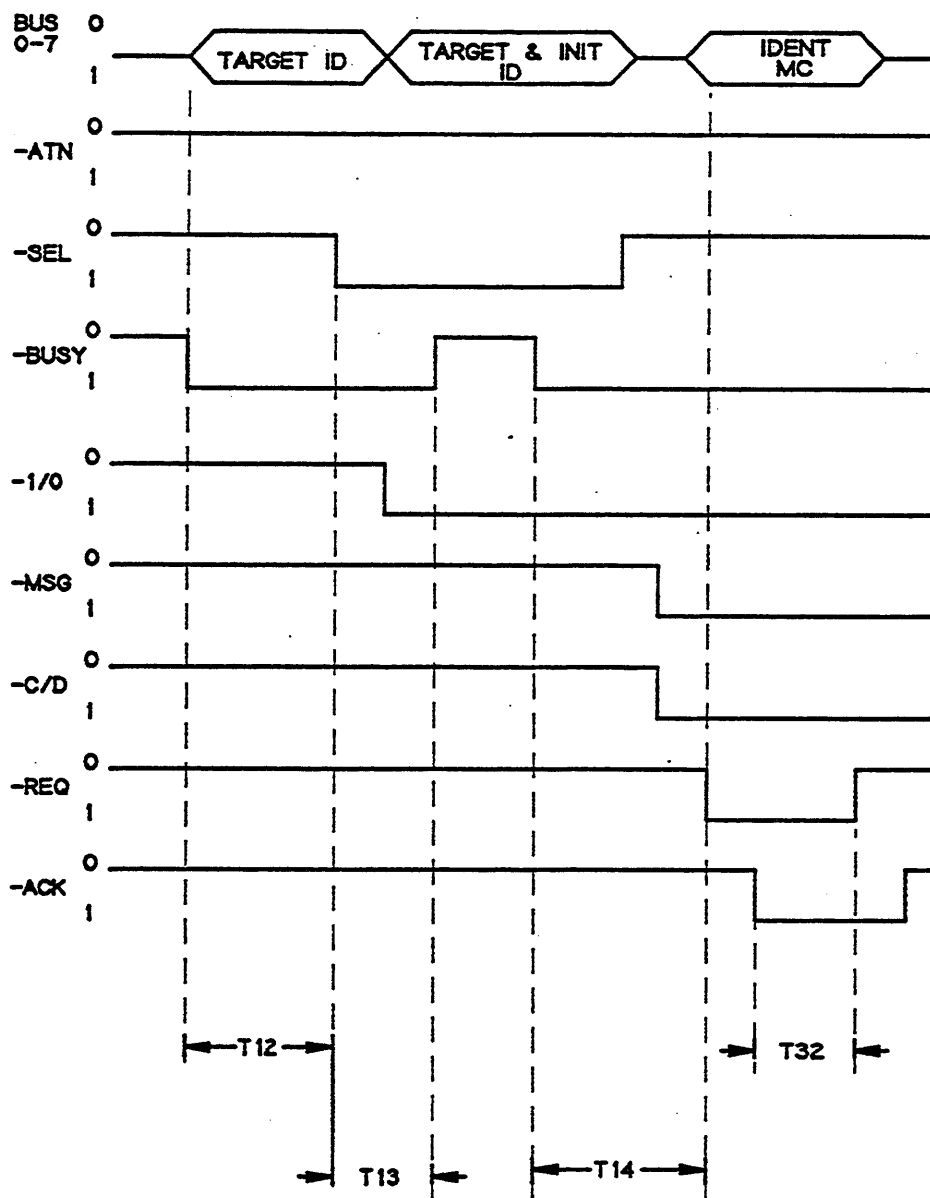 BUS 0
0-7
1
TARGET ID
TARGET & INIT
ID
IDENT
MC
0
-ATN
1
0
-SEL
1
0
-BUSY
1
0
-1/0
1
0
-MSG
1
0
-C/D
1
0
-REQ
1
0
-ACK
1
T12
T32
T13
T14